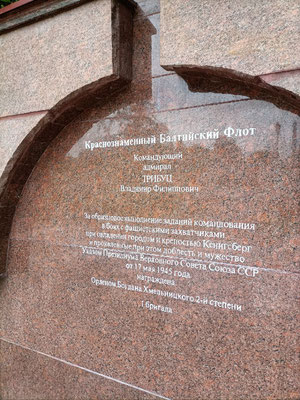 Краснознаменный Балтийский Флот
Командующий
адмирал
ТРИБУЦ
Владимир Филиппович
За образцовое выполнение заданий командования
в боях с фашистскими захватчиками
при овладении городом и крепостью Кенигсберг
и проявленные при этом доблесть и мужество
Указом Президиума Верховного Совета Союза ССР
от 17 мая 1945 года
награждена
Орденом Богдана Хмельницкого 2-й степени
1 бригада